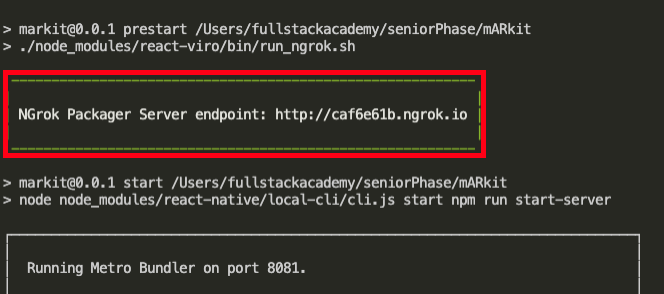 > markit@0.0.1 prestart /Users/fullstackacademy/seniorPhase/mARkit
> ./node_modules/react-viro/bin/run_ngrok.sh
NGrok Packager Server endpoint: http://caf6e61b.ngrok.io
> markit@0.0.1 start /Users/fullstackacademy/seniorPhase/mARkit
> node node_modules/react-native/local-cli/cli.js start npm run start-server
Running Metro Bundler on port 8081.